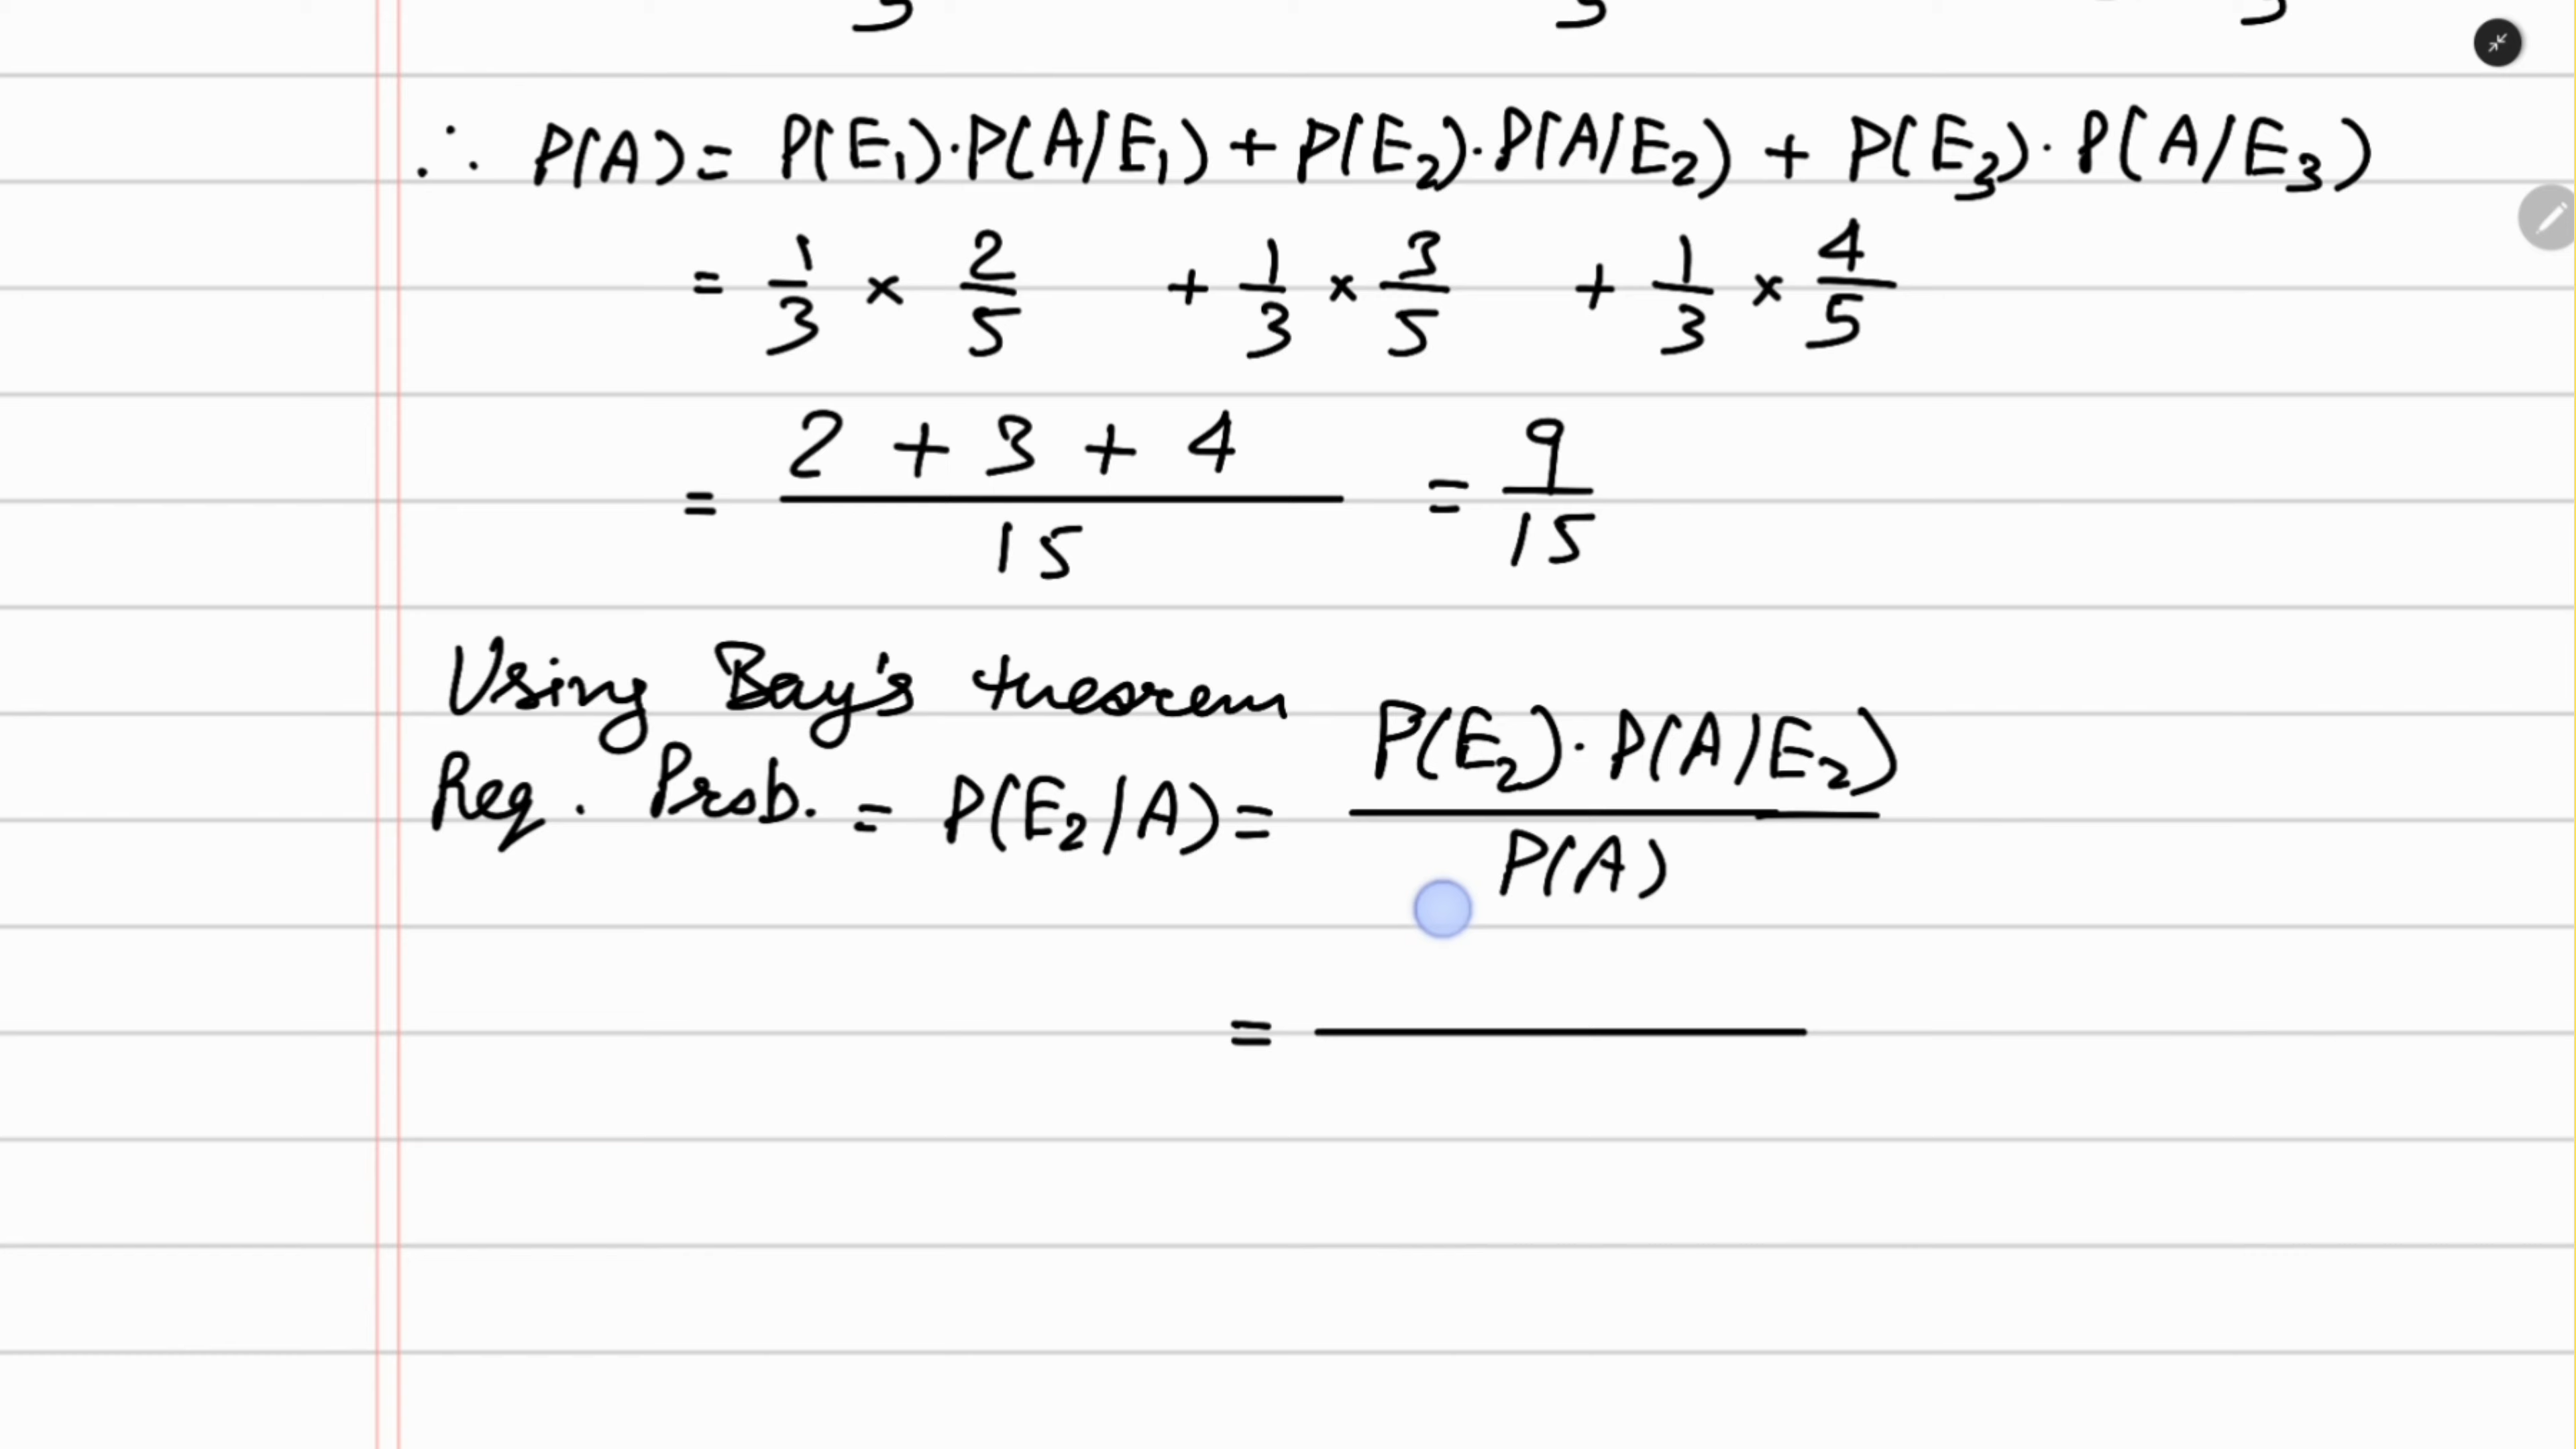 ∴ P(A) = P(E₁)·P(A/E₁) + P(E₂)·P(A/E₂) + P(E₃)·P(A/E₃)
= 1/3 × 2/5 + 1/3 × 3/5 + 1/3 × 4/5
= 2 + 3 + 4 / 15 = 9/15
Using Bay's theorem
Req. Prob. = P(E₂/A) = P(E₂)·P(A/E₂) / P(A)
=